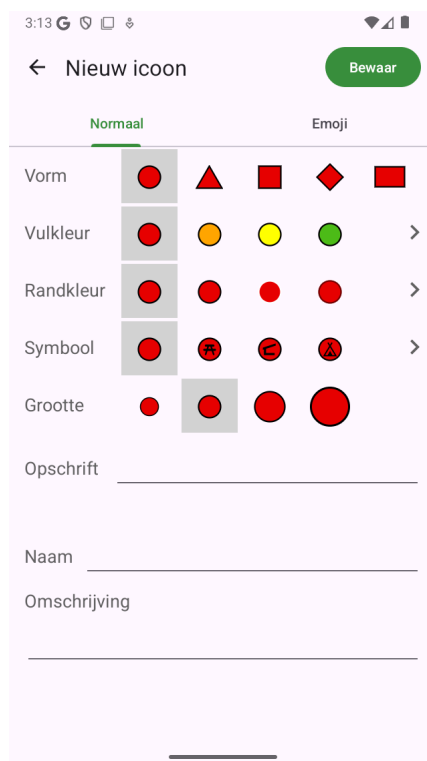 3:13
Nieuw icoon
Bewaar
Normaal
Emoji
Vorm
Vulkleur
Randkleur
Symbool
Grootte
Opschrift
Naam
Omschrijving